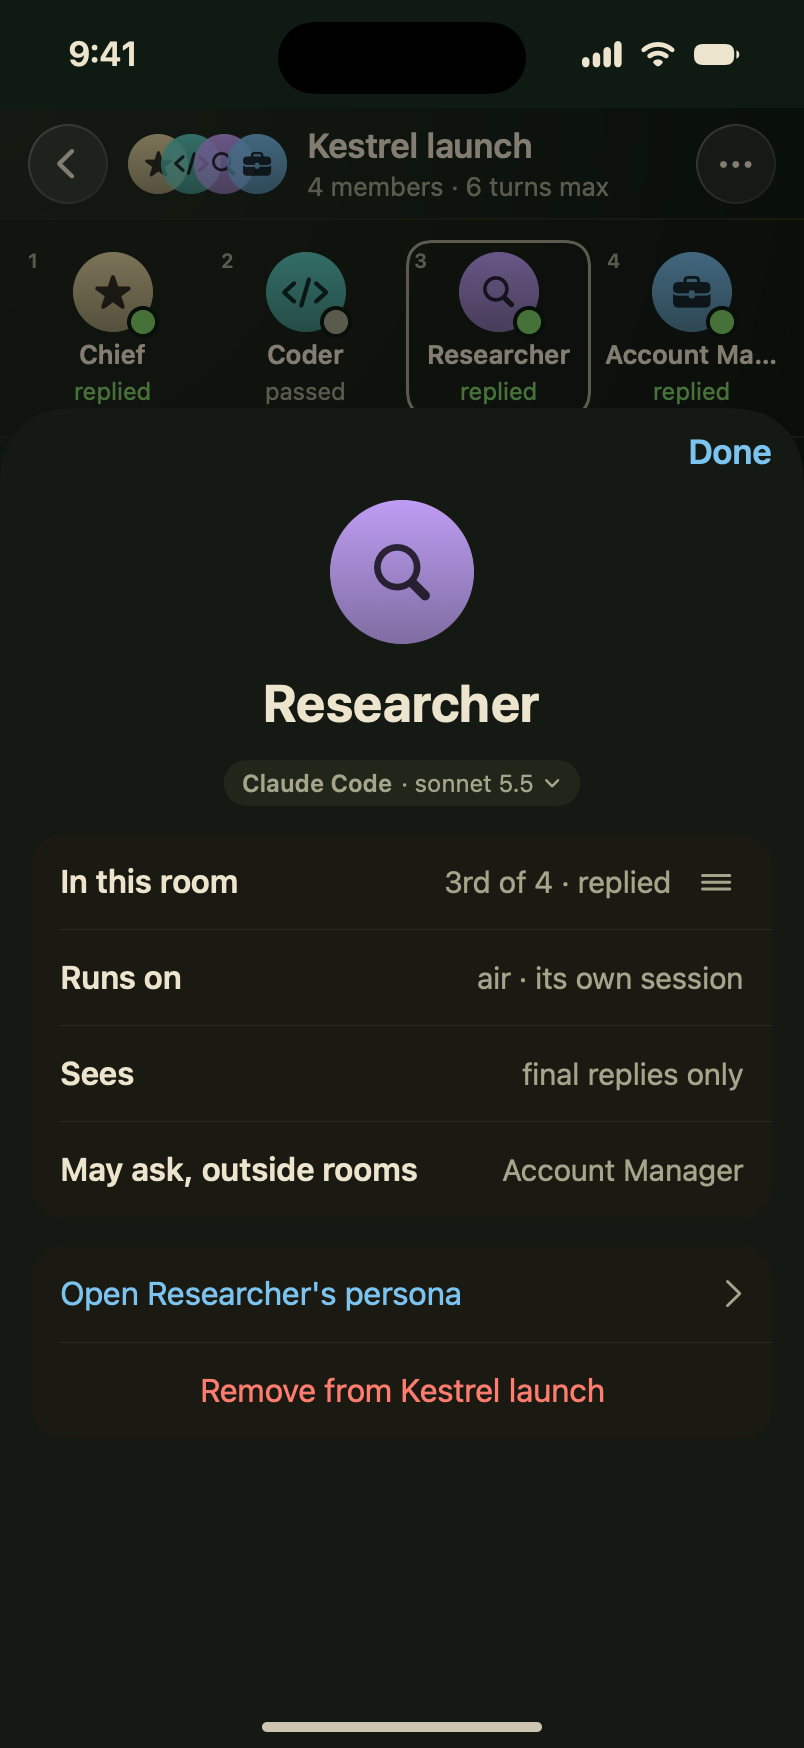 9:41
Kestrel launch
4 members · 6 turns max
1
2
3
4
Chief
Coder
Researcher
Account Ma...
replied
passed
replied
replied
Done
Researcher
Claude Code · sonnet 5.5
In this room
3rd of 4 · replied
Runs on
air · its own session
Sees
final replies only
May ask, outside rooms
Account Manager
Open Researcher's persona
Remove from Kestrel launch